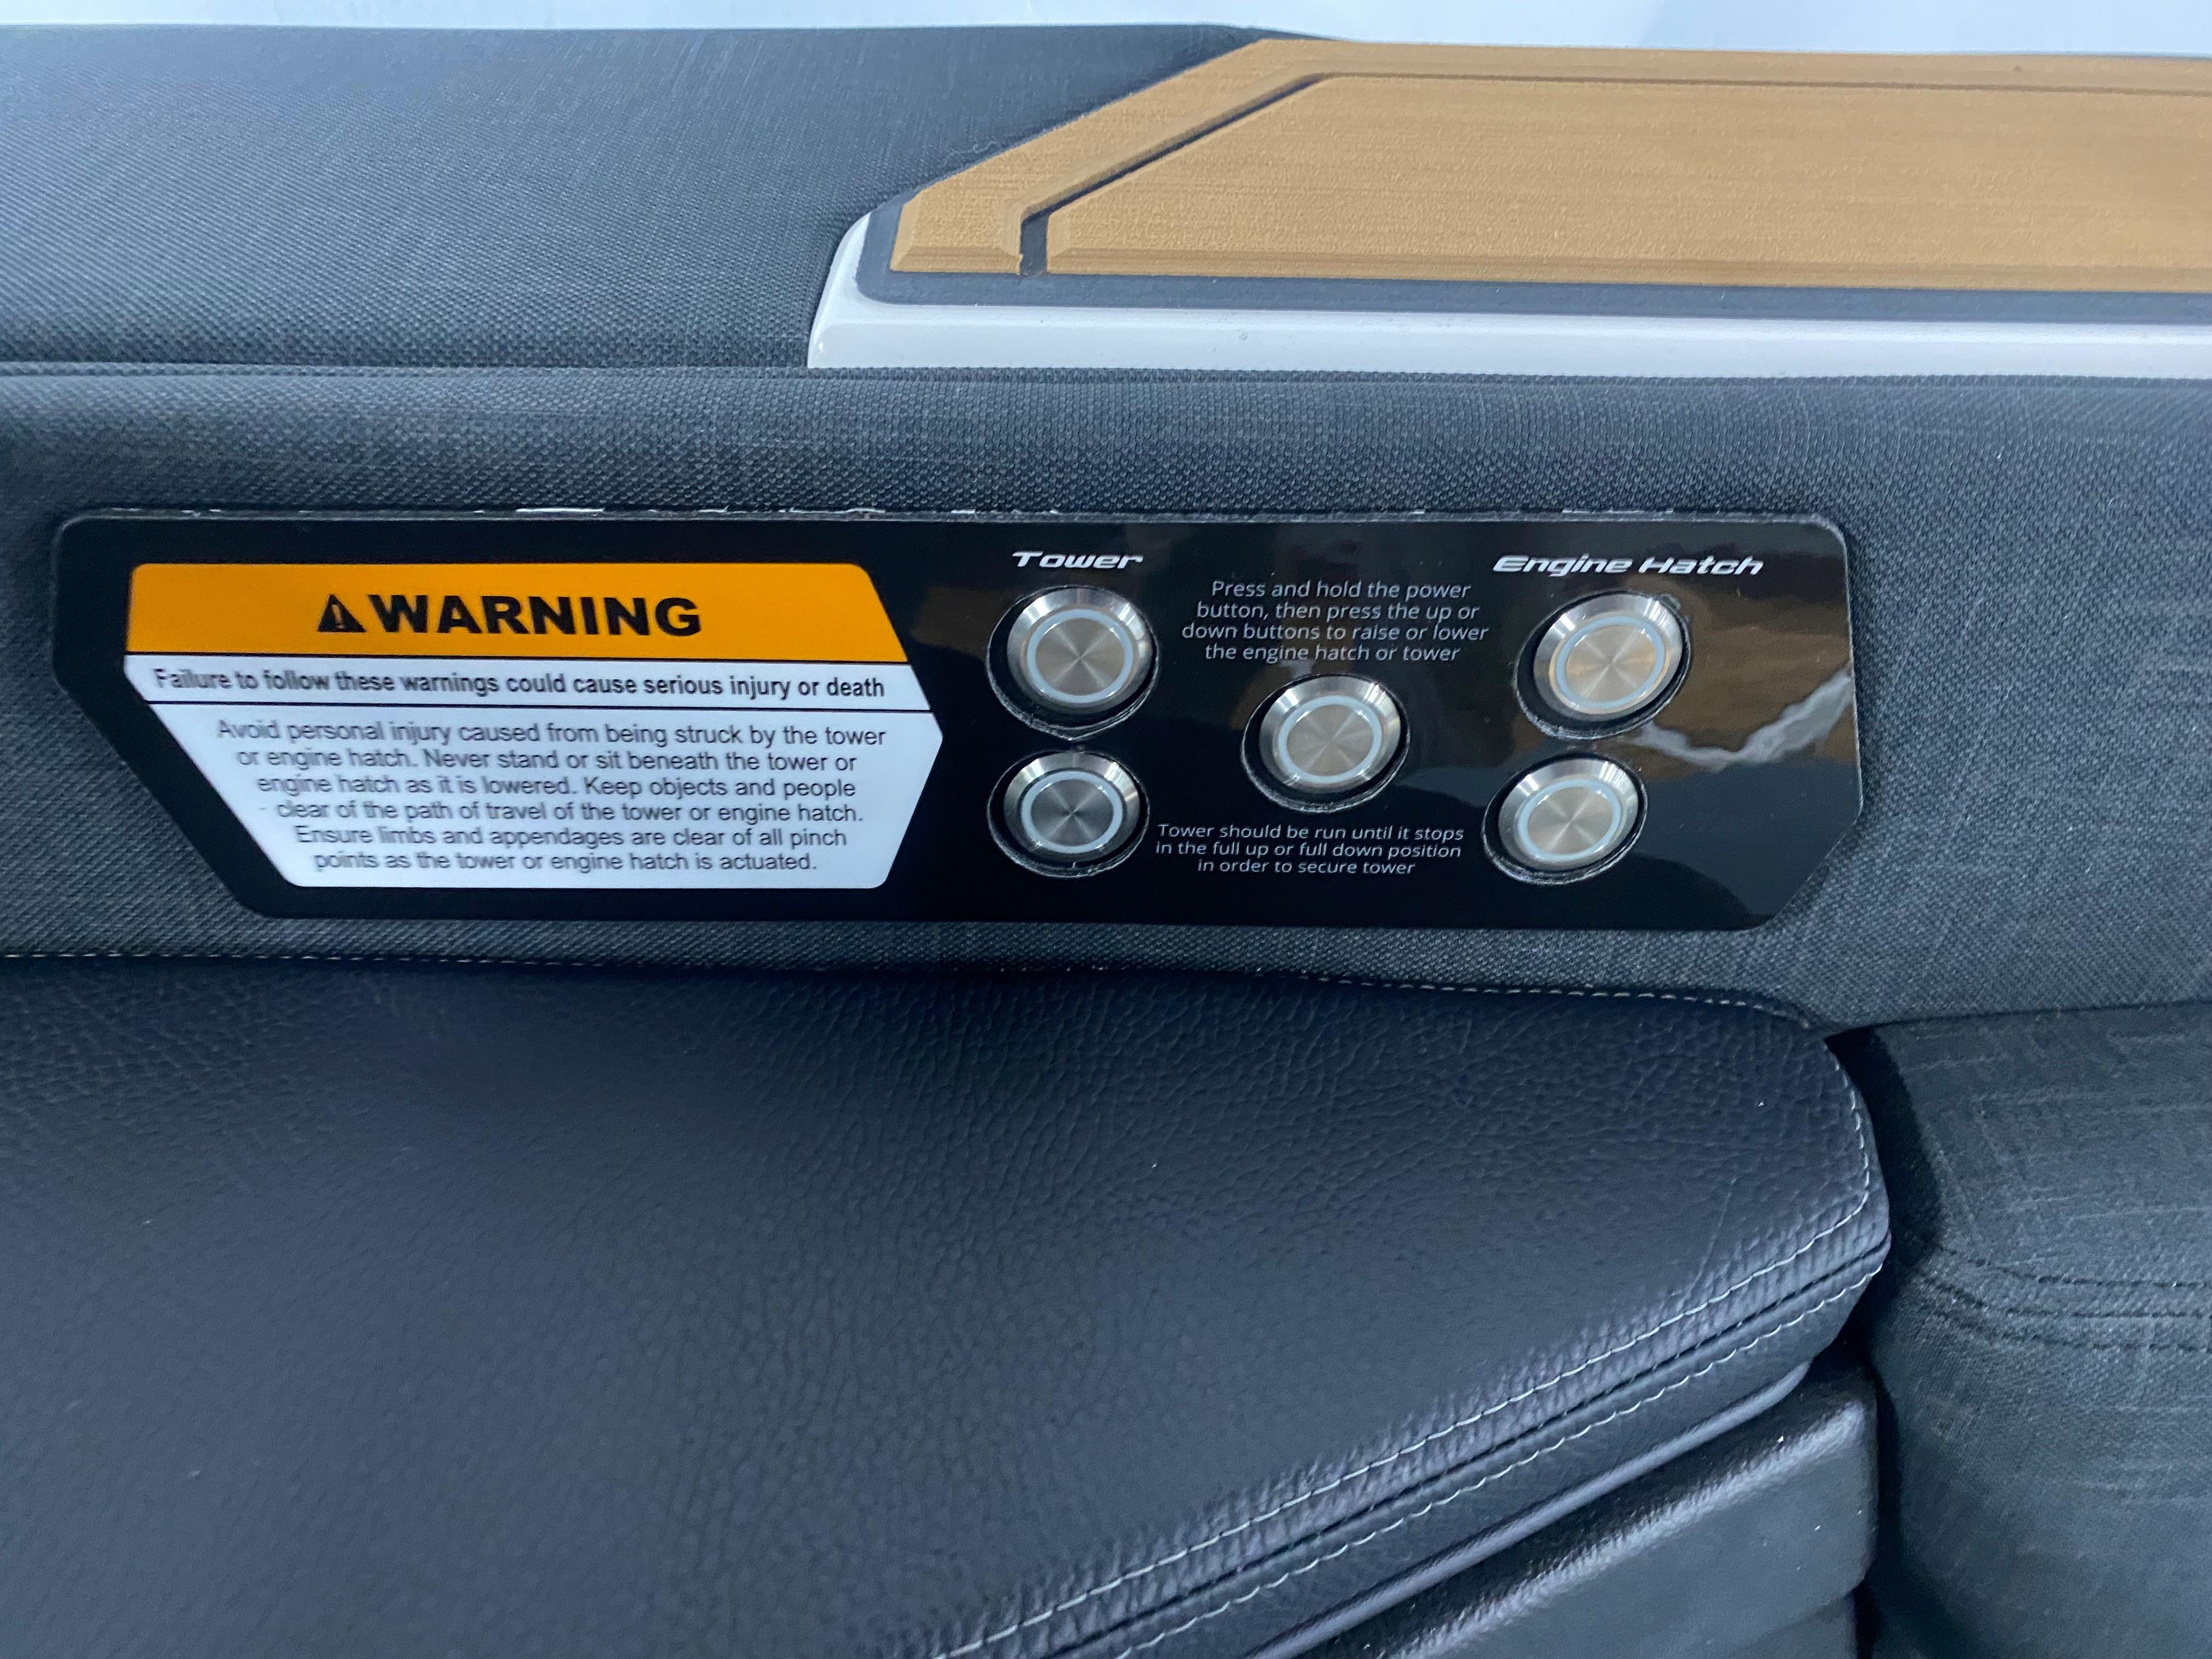 WARNING
Failure to follow these warnings could cause serious injury or death
Avoid personal injury caused from being struck by the tower
or engine hatch. Never stand or sit beneath the tower or
engine hatch as it is lowered. Keep objects and people
clear of the path of travel of the tower or engine hatch.
Ensure limbs and appendages are clear of all pinch
points as the tower or engine hatch is actuated.
Tower
Press and hold the power
button, then press the up or
down buttons to raise or lower
the engine hatch or tower
Tower should be run until it stops
in the full up or full down position
in order to secure tower
Engine Hatch